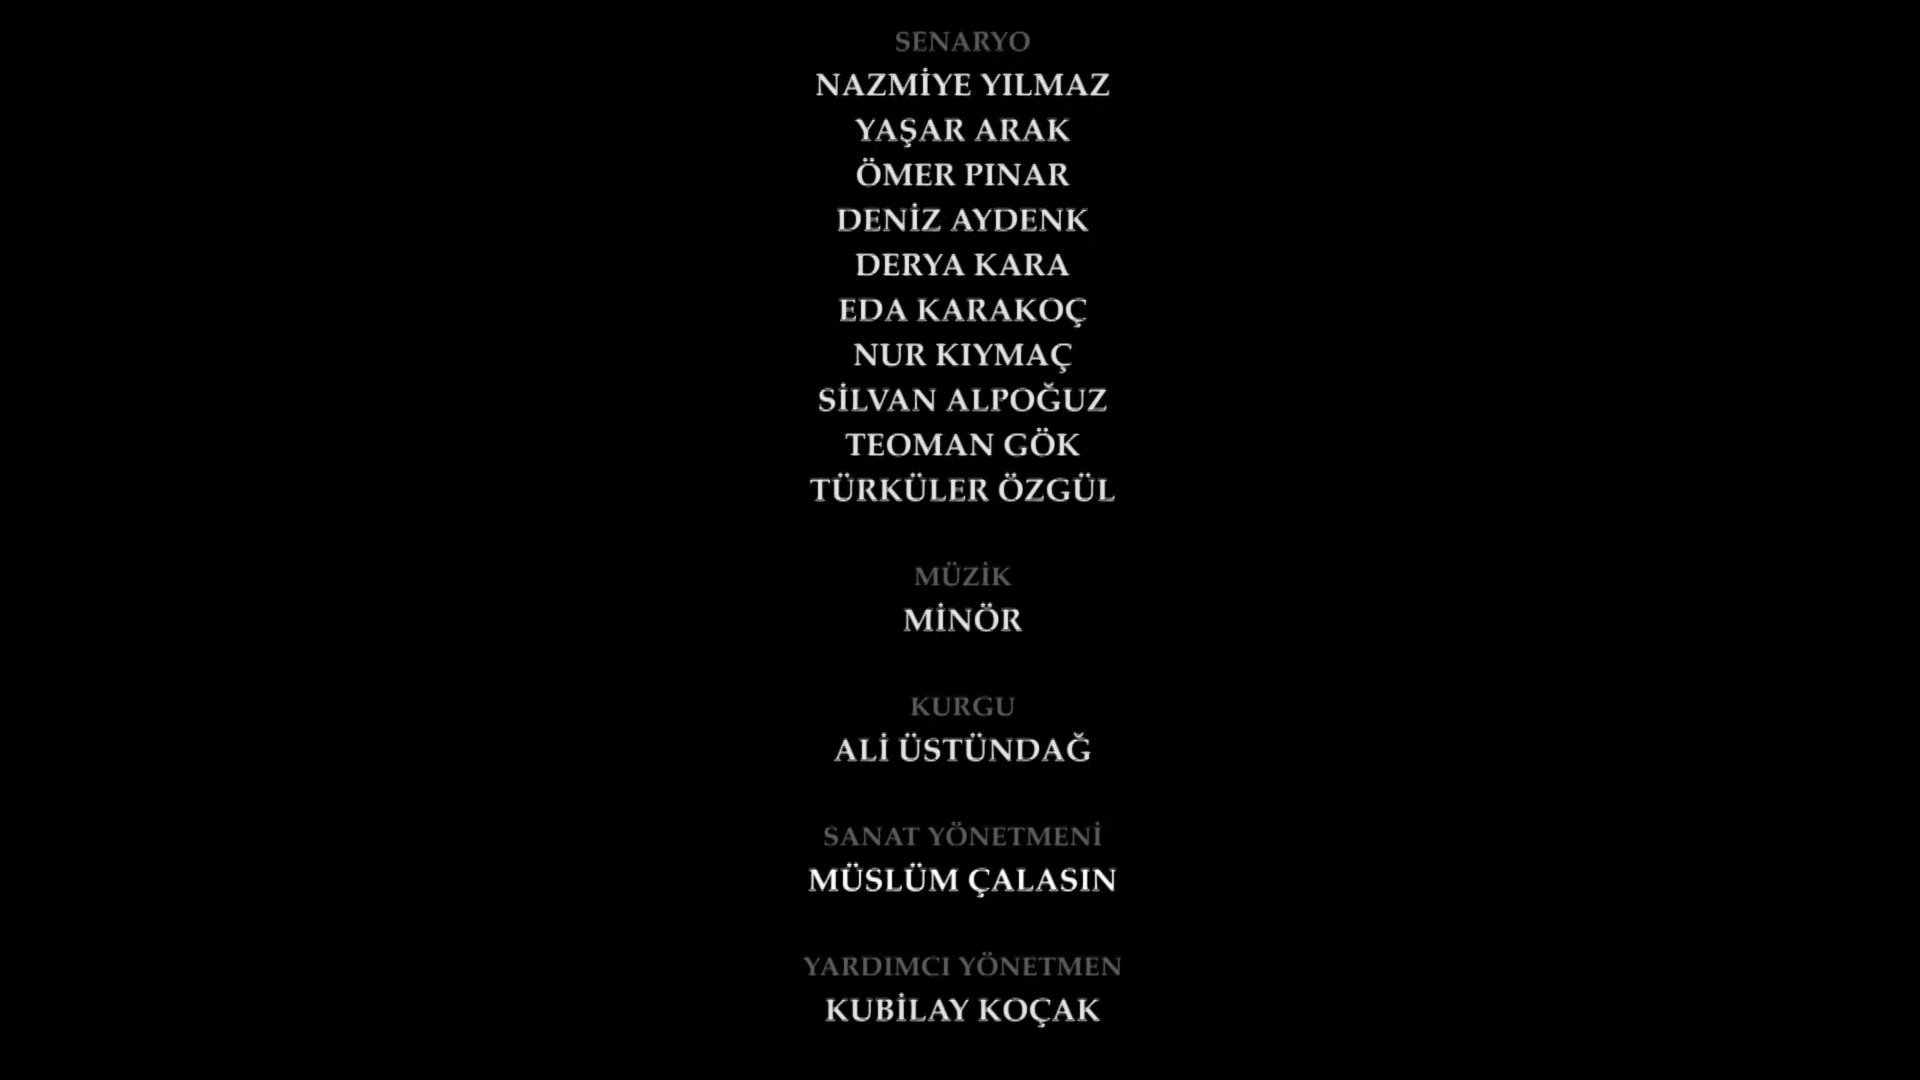 SENARYO
NAZMİYE YILMAZ
YAŞAR ARAK
ÖMER PINAR
DENİZ AYDENK
DERYA KARA
EDA KARAKOÇ
NUR KIYMAÇ
SİLVAN ALPOĞUZ
TEOMAN GÖK
TÜRKÜLER ÖZGÜL
MÜZİK
MİNÖR
KURGU
ALİ ÜSTÜNDAĞ
SANAT YÖNETMENİ
MÜSLÜM ÇALASIN
YARDIMCI YÖNETMEN
KUBİLAY KOÇAK